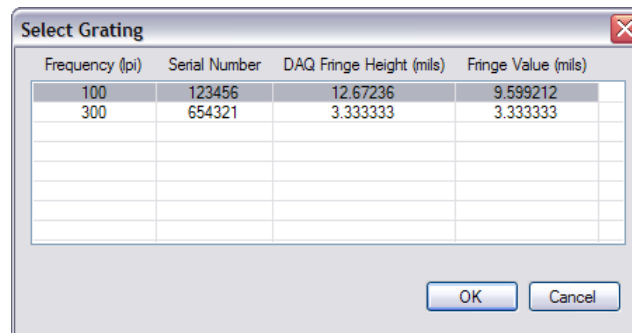 Select Grating
Frequency (lpi) Serial Number DAQ Fringe Height (mils) Fringe Value (mils)
100 123456 12.67236 9.599212
300 654321 3.333333 3.333333
OK Cancel